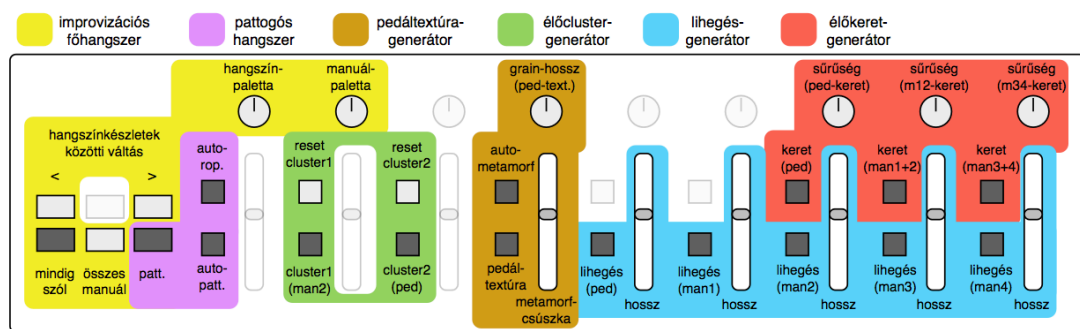 improvizációs
főhangszer
pattogós
hangszer
pedáltextúra-
generátor
élőcluster-
generátor
lihegés-
generátor
élőkeret-
generátor
hangszín-
paletta
manuál-
paletta
grain-hossz
(ped-text.)
sűrűség
(ped-keret)
sűrűség
(m12-keret)
sűrűség
(m34-keret)
hangszínkészletek
közötti váltás
< >
auto-
rop.
reset
cluster1
reset
cluster2
auto-
metamorf
keret
(ped)
keret
(man1+2)
keret
(man3+4)
mindig
szól
összes
manuál
patt.
auto-
patt.
cluster1
(man2)
cluster2
(ped)
pedál-
textúra
metamorf-
csúszka
lihegés
(ped)
hossz
lihegés
(man1)
hossz
lihegés
(man2)
hossz
lihegés
(man3)
hossz
lihegés
(man4)
hossz